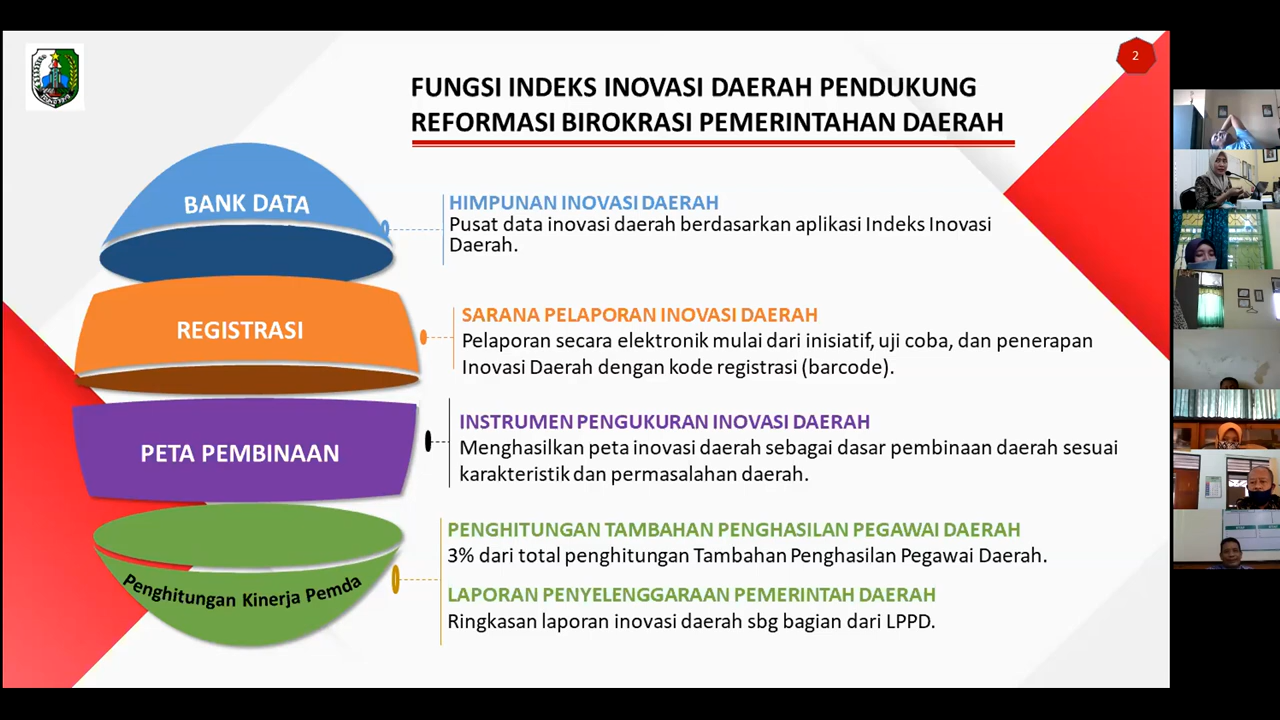 2
FUNGSI INDEKS INOVASI DAERAH PENDUKUNG
REFORMASI BIROKRASI PEMERINTAHAN DAERAH
BANK DATA
HIMPUNAN INOVASI DAERAH
Pusat data inovasi daerah berdasarkan aplikasi Indeks Inovasi
Daerah.
REGISTRASI
SARANA PELAPORAN INOVASI DAERAH
Pelaporan secara elektronik mulai dari inisiatif, uji coba, dan penerapan
Inovasi Daerah dengan kode registrasi (barcode).
PETA PEMBINAAN
INSTRUMEN PENGUKURAN INOVASI DAERAH
Menghasilkan peta inovasi daerah sebagai dasar pembinaan daerah sesuai
karakteristik dan permasalahan daerah.
Penghitungan Kinerja Pemda
PENGHITUNGAN TAMBAHAN PENGHASILAN PEGAWAI DAERAH
3% dari total penghitungan Tambahan Penghasilan Pegawai Daerah.
LAPORAN PENYELENGGARAAN PEMERINTAH DAERAH
Ringkasan laporan inovasi daerah sbg bagian dari LPPD.